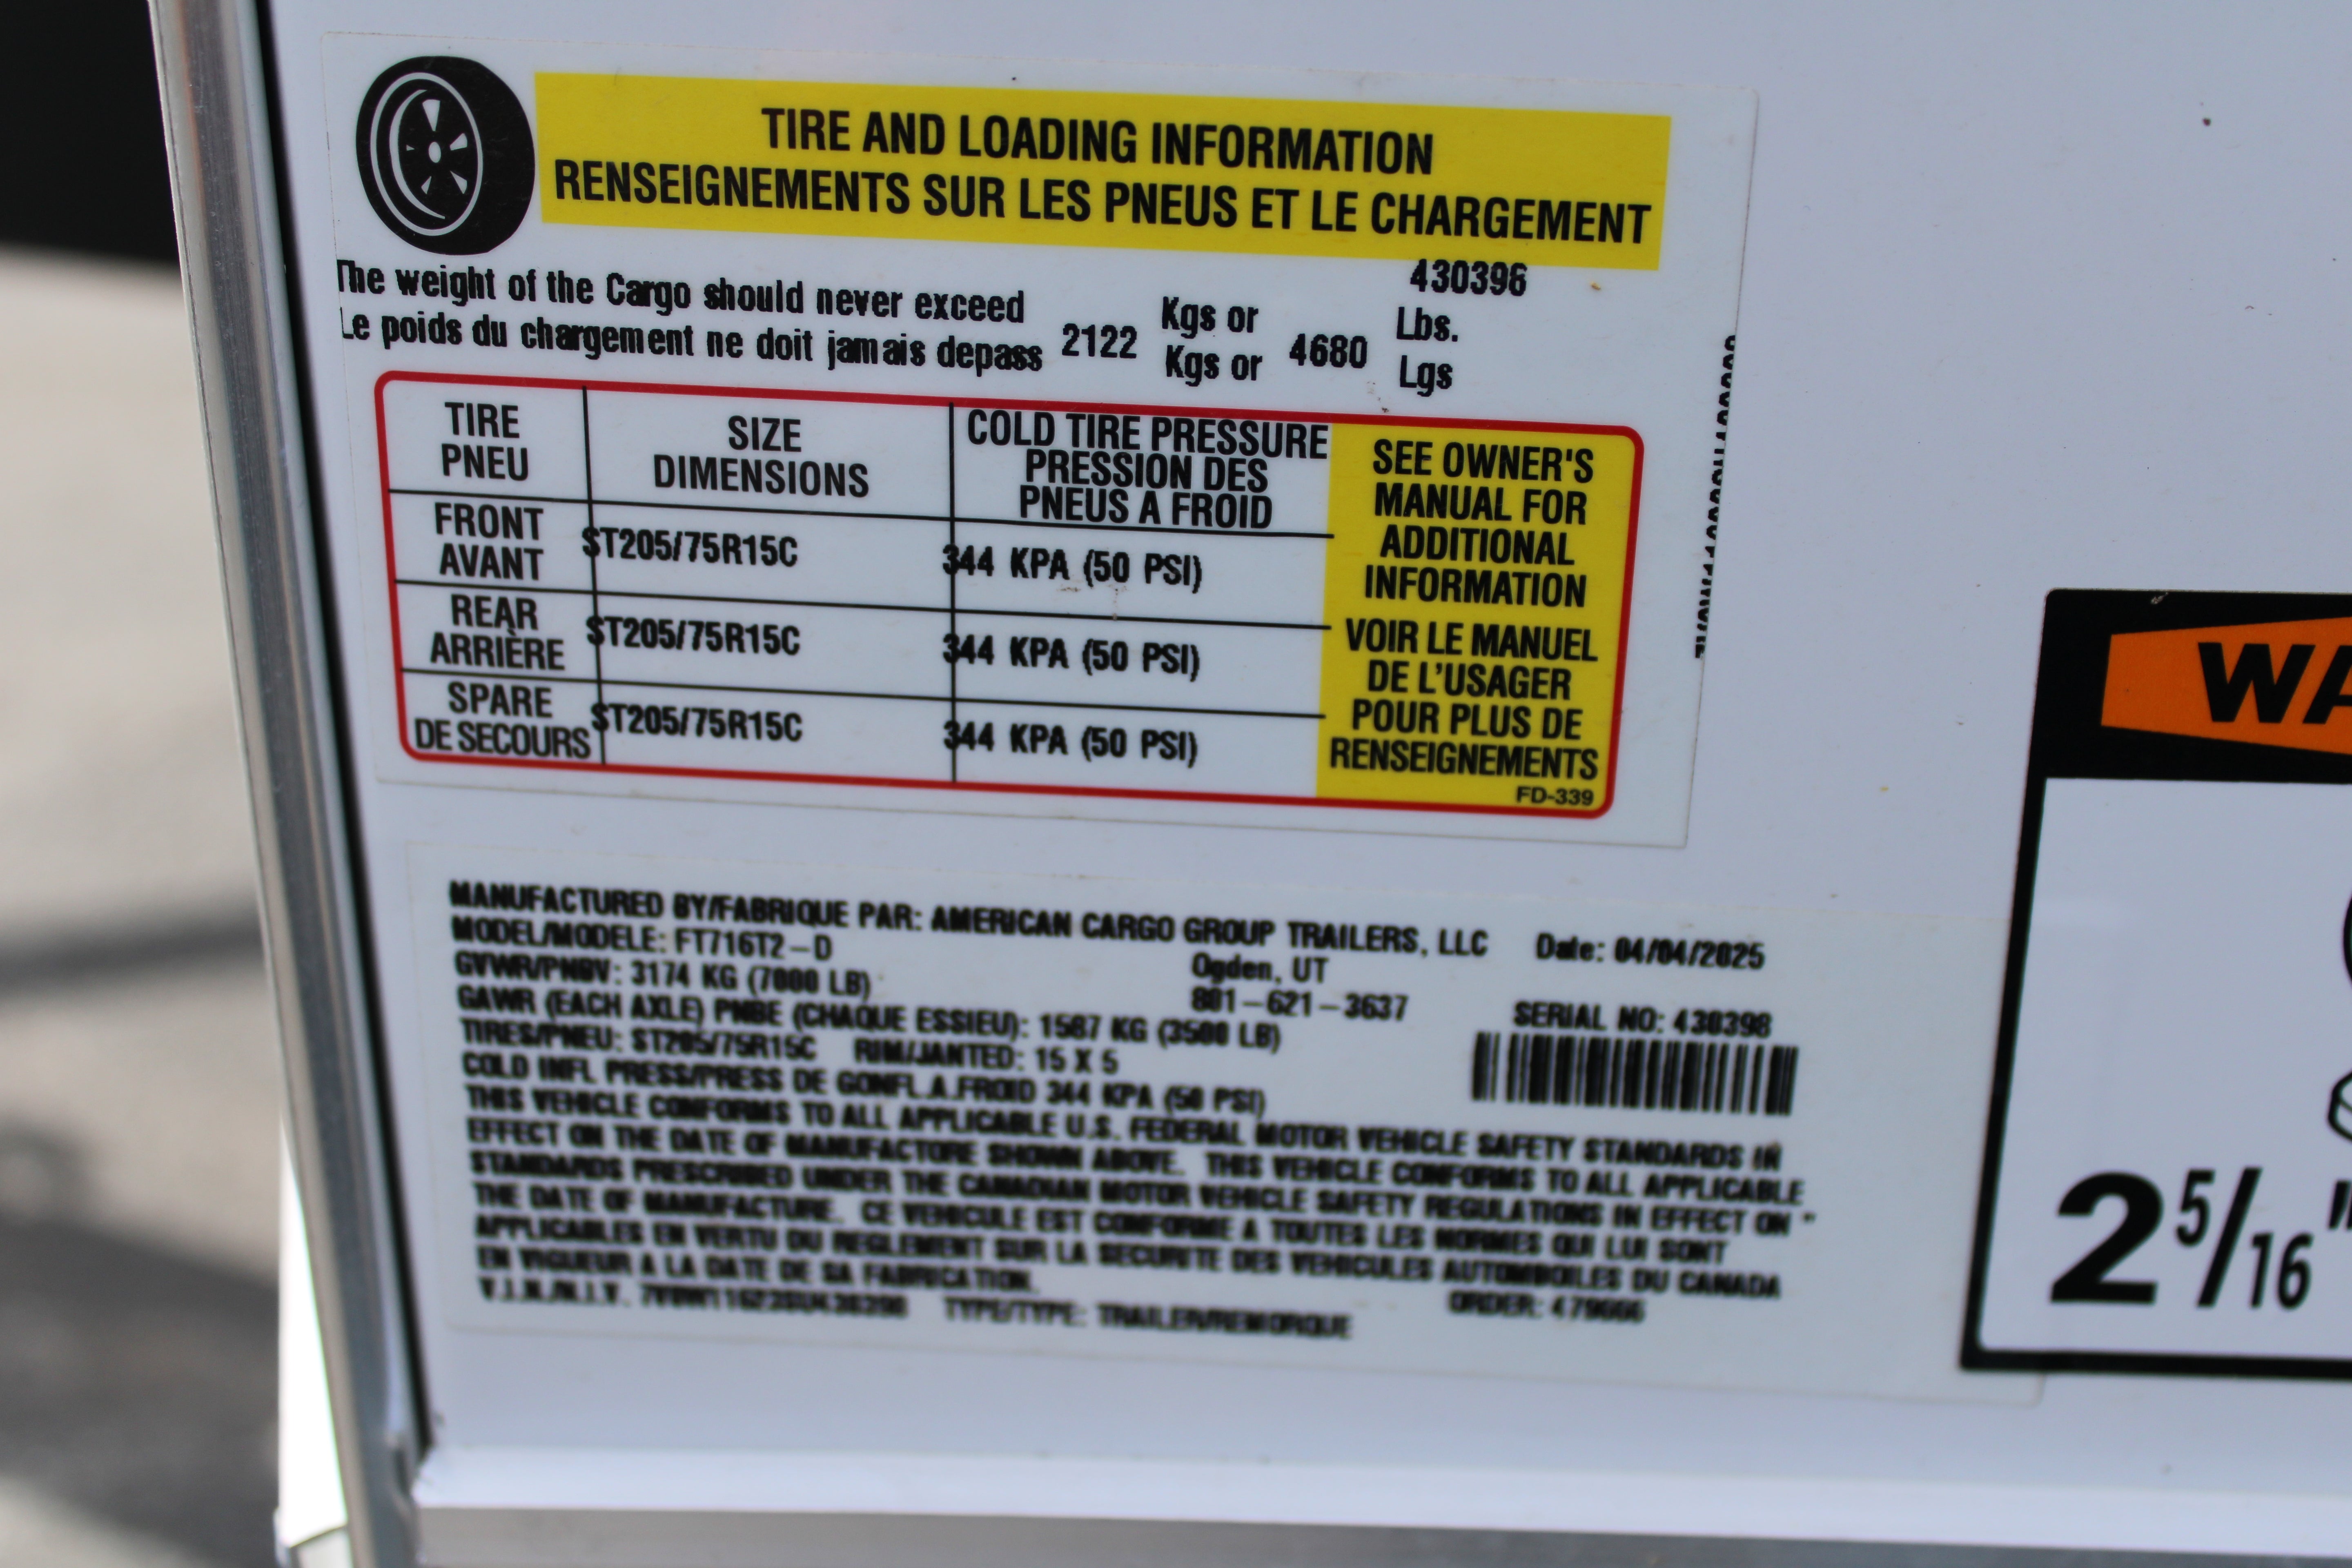 TIRE AND LOADING INFORMATION
RENSEIGNEMENTS SUR LES PNEUS ET LE CHARGEMENT
430398
The weight of the Cargo should never exceed Kgs or Lbs.
Le poids du chargement ne doit jamais depass 2122 Kgs or 4680 Lgs
TIRE SIZE COLD TIRE PRESSURE
PNEU DIMENSIONS PRESSION DES
PNEUS A FROID
FRONT
AVANT ST205/75R15C 344 KPA (50 PSI)
REAR
ARRIÈRE ST205/75R15C 344 KPA (50 PSI)
SPARE
DE SECOURS ST205/75R15C 344 KPA (50 PSI)
SEE OWNER'S
MANUAL FOR
ADDITIONAL
INFORMATION
VOIR LE MANUEL
DE L'USAGER
POUR PLUS DE
RENSEIGNEMENTS
FD-339
MANUFACTURED BY/FABRIQUE PAR: AMERICAN CARGO GROUP TRAILERS, LLC Date: 04/04/2025
MODEL/MODELE: FT716T2-D Ogden, UT
GVWR/PNBV: 3174 KG (7000 LB) 801-621-3637
GAWR (EACH AXLE) PNBE (CHAQUE ESSIEU): 1587 KG (3500 LB) SERIAL NO: 430398
TIRES/PNEU: ST205/75R15C RIM/JANTED: 15 X 5
COLD INFL PRESS/PRESS DE GONFL.A.FROID 344 KPA (50 PSI)
THIS VEHICLE CONFORMS TO ALL APPLICABLE U.S. FEDERAL MOTOR VEHICLE SAFETY STANDARDS IN
EFFECT ON THE DATE OF MANUFACTORE SHOWN ABOVE. THIS VEHICLE CONFORMS TO ALL APPLICABLE
STANDARDS PRESCRIBED UNDER THE CANADIAN MOTOR VEHICLE SAFETY REGULATIONS IN EFFECT ON
THE DATE OF MANUFACTURE. CE VEHICULE EST CONFORME A TOUTES LES NORMES QUI LUI SONT
APPLICABLES EN VERTU DU REGLEMENT SUR LA SECURITE DES VEHICULES AUTOMBOILES DU CANADA
EN VIGUEUR A LA DATE DE SA FABRICATION.
V.I.N./N.I.V. TYPE/TYPE: TRAILER/REMORQUE ORDER: 479666
WA
2 5/16"